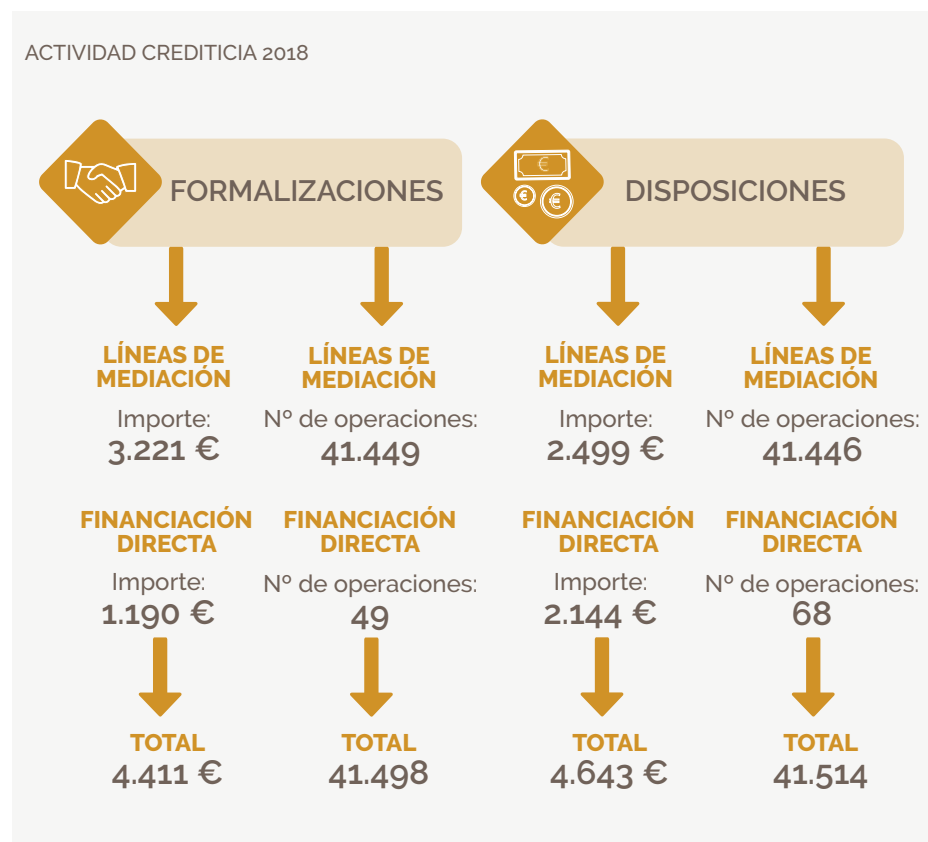 ACTIVIDAD CREDITICIA 2018
FORMALIZACIONES
LÍNEAS DE
MEDIACIÓN
Importe:
3.221 €
FINANCIACIÓN
DIRECTA
Importe:
1.190 €
TOTAL
4.411 €
LÍNEAS DE
MEDIACIÓN
Nº de operaciones:
41.449
FINANCIACIÓN
DIRECTA
Nº de operaciones:
49
TOTAL
41.498
DISPOSICIONES
LÍNEAS DE
MEDIACIÓN
Importe:
2.499 €
FINANCIACIÓN
DIRECTA
Importe:
2.144 €
TOTAL
4.643 €
LÍNEAS DE
MEDIACIÓN
Nº de operaciones:
41.446
FINANCIACIÓN
DIRECTA
Nº de operaciones:
68
TOTAL
41.514